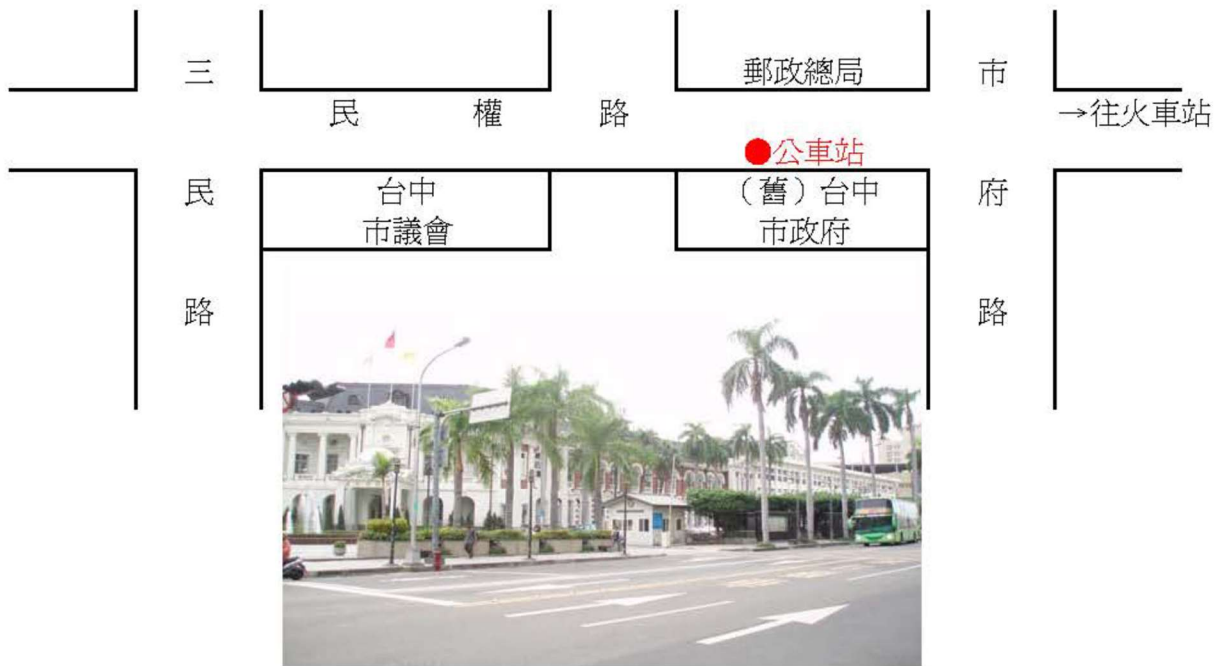 三民路
郵政總局
市府路
民權路
→往火車站
公車站
台中
市議會
（舊）台中
市政府